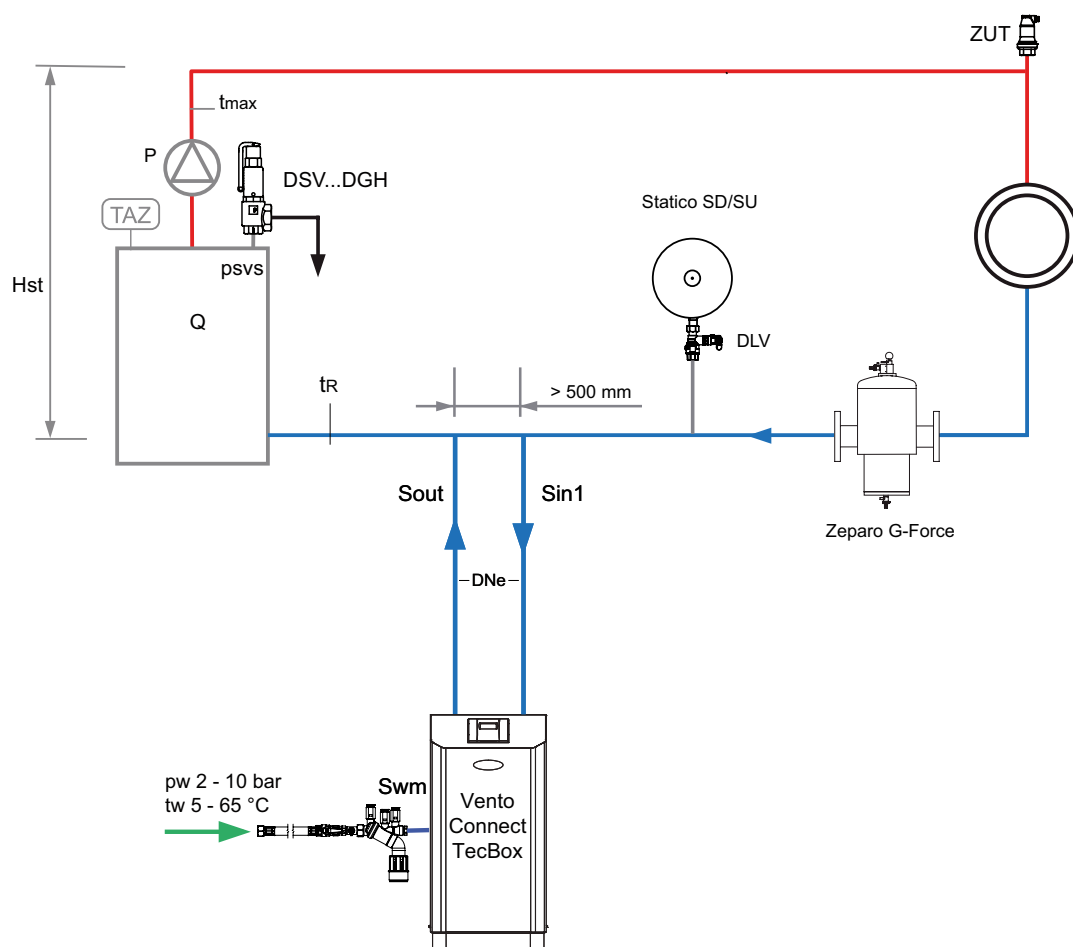 ZUT
tmax
P
DSV...DGH
TAZ
Statico SD/SU
psvs
Hst
Q
DLV
tR
> 500 mm
Sout
Sin1
Zeparo G-Force
DNe
pw 2 - 10 bar
tw 5 - 65 °C
Swm
Vento
Connect
TecBox